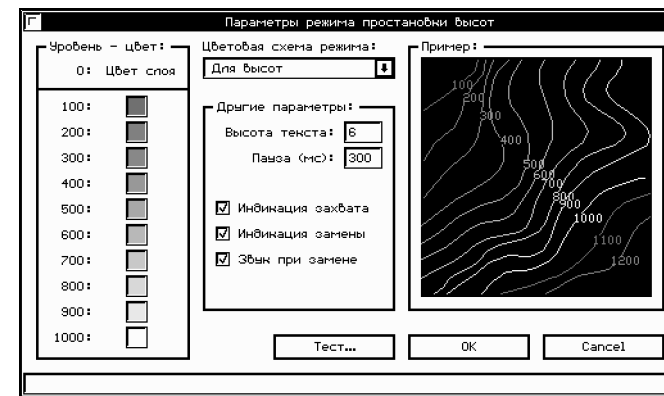 Параметры режима простановки высот
Уровень - цвет:
0: Цвет слоя
100:
200:
300:
400:
500:
600:
700:
800:
900:
1000:
Цветовая схема режима:
Для высот
Другие параметры:
Высота текста: 6
Пауза (мс): 300
Индикация захвата
Индикация замены
Звук при замене
Пример:
100
200
300
400
500
600
700
800
900
1000
1100
1200
Тест...
OK
Cancel